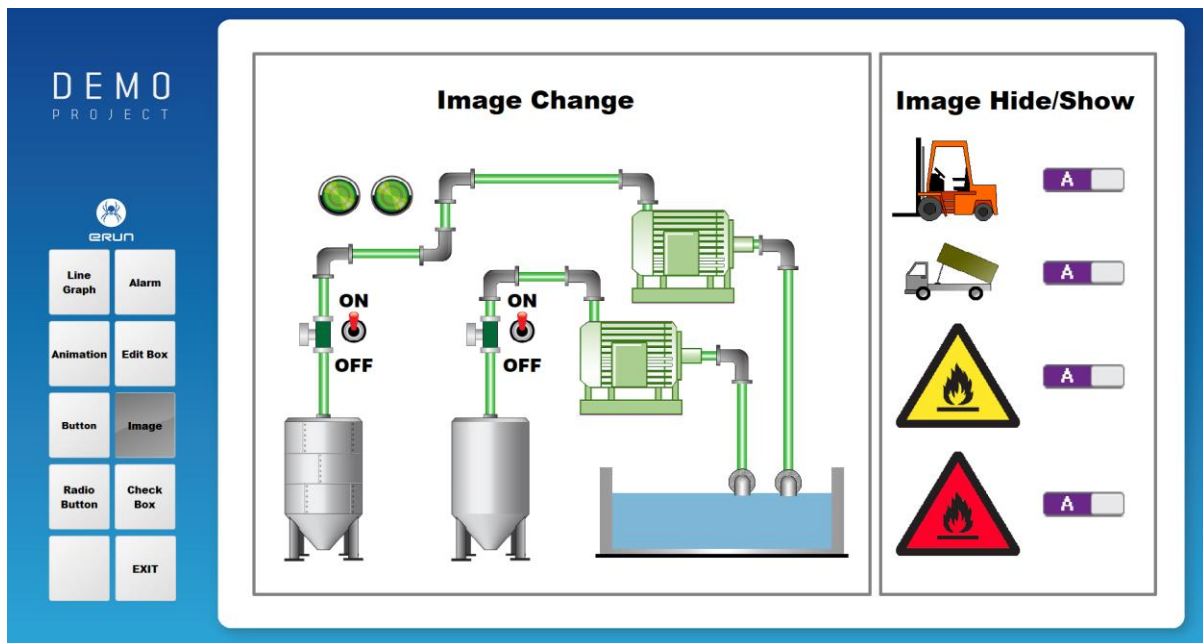 DEMO
PROJECT
eRUN
Line
Graph
Alarm
Animation
Edit Box
Button
Image
Radio
Button
Check
Box
EXIT
Image Change
ON
OFF
ON
OFF
Image Hide/Show
A
A
A
A